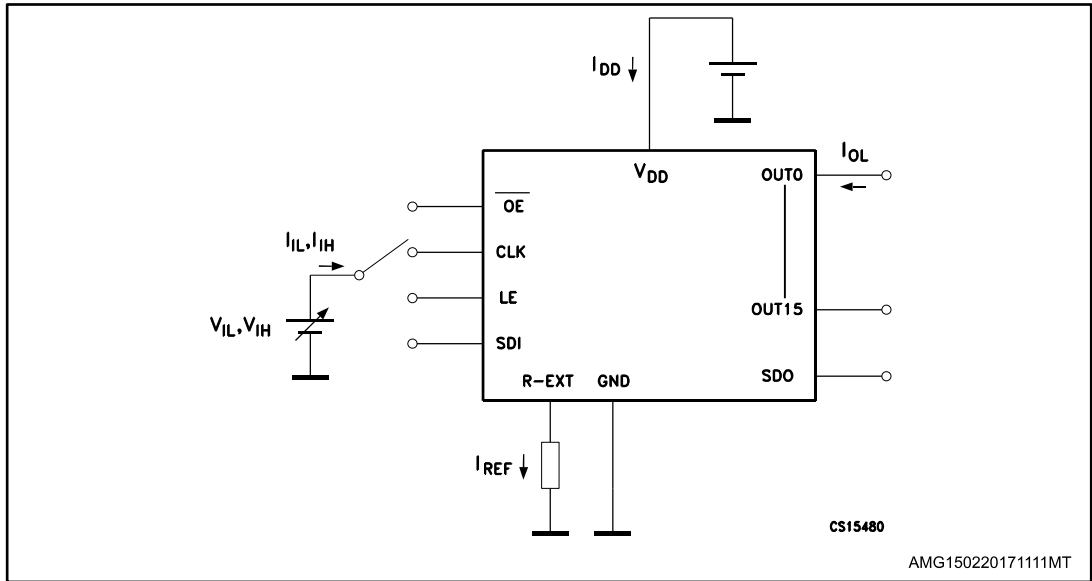 IDD
VDD
OUT0
IOL
OE
IIL,IIH
CLK
LE
VIL,VIH
OUT15
SDI
R-EXT GND
SDO
IREF
CS15480
AMG150220171111MT